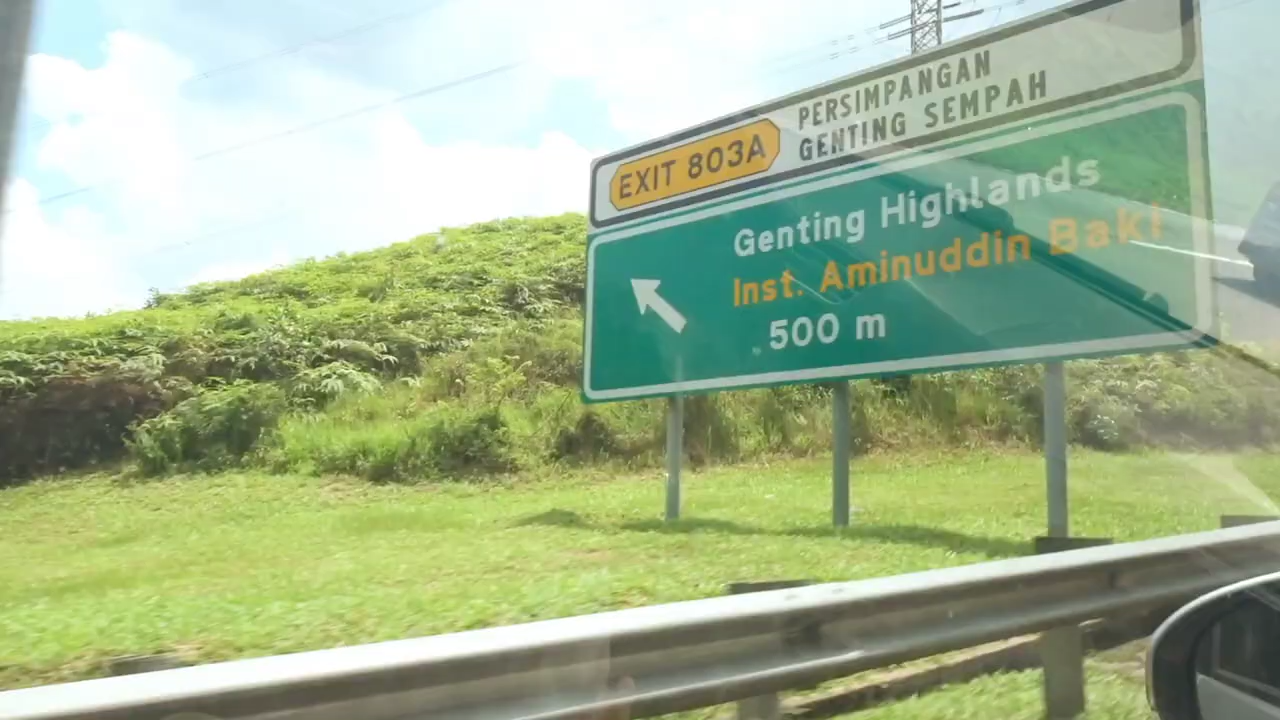 EXIT 803A
PERSIMPANGAN
GENTING SEMPAH
Genting Highlands
Inst. Aminuddin Baki
500 m